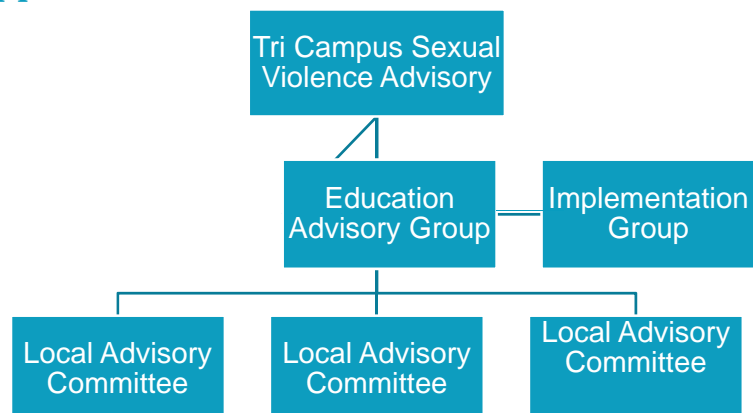 Tri Campus Sexual
Violence Advisory
Education
Advisory Group
Implementation
Group
Local Advisory
Committee
Local Advisory
Committee
Local Advisory
Committee